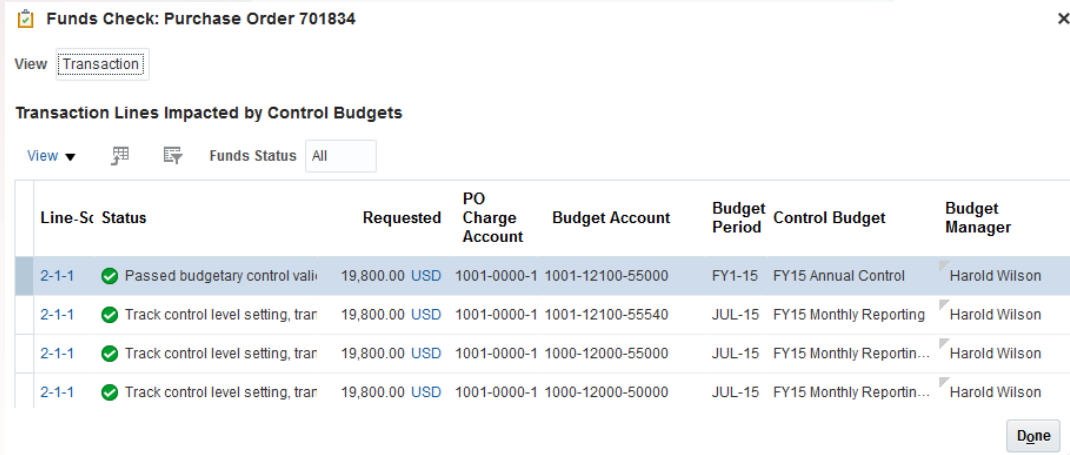 Funds Check: Purchase Order 701834
×
View Transaction
Transaction Lines Impacted by Control Budgets
View ▼ Funds Status All
Line-Sc Status Requested PO Charge Account Budget Account Budget Period Control Budget Budget Manager
2-1-1 Passed budgetary control vali 19,800.00 USD 1001-0000-1 1001-12100-55000 FY1-15 FY15 Annual Control Harold Wilson
2-1-1 Track control level setting, tran 19,800.00 USD 1001-0000-1 1001-12100-55540 JUL-15 FY15 Monthly Reporting Harold Wilson
2-1-1 Track control level setting, tran 19,800.00 USD 1001-0000-1 1000-12000-55000 JUL-15 FY15 Monthly Reportin... Harold Wilson
2-1-1 Track control level setting, tran 19,800.00 USD 1001-0000-1 1000-12000-50000 JUL-15 FY15 Monthly Reportin... Harold Wilson
Done